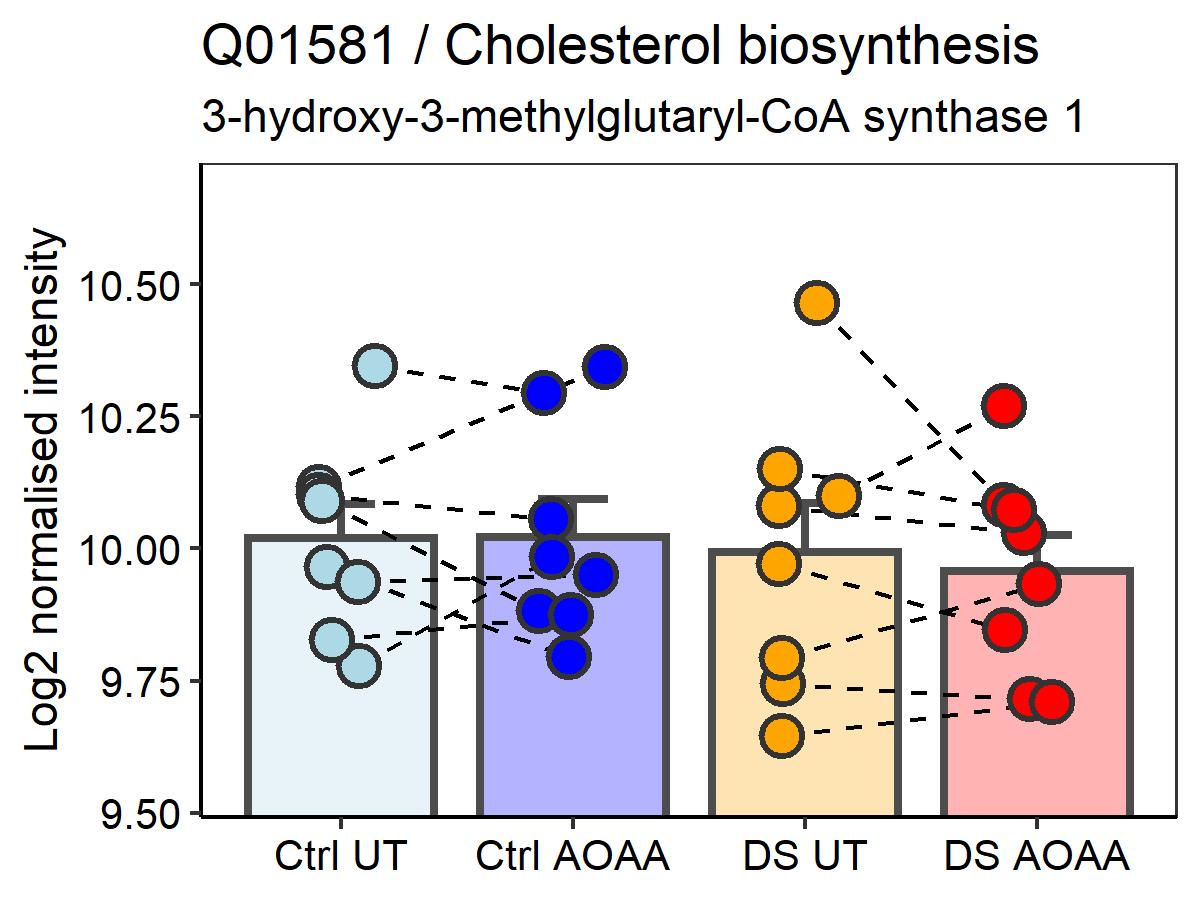 Q01581 / Cholesterol biosynthesis
3-hydroxy-3-methylglutaryl-CoA synthase 1
Log2 normalised intensity
10.50
10.25
10.00
9.75
9.50
Ctrl UT
Ctrl AOAA
DS UT
DS AOAA